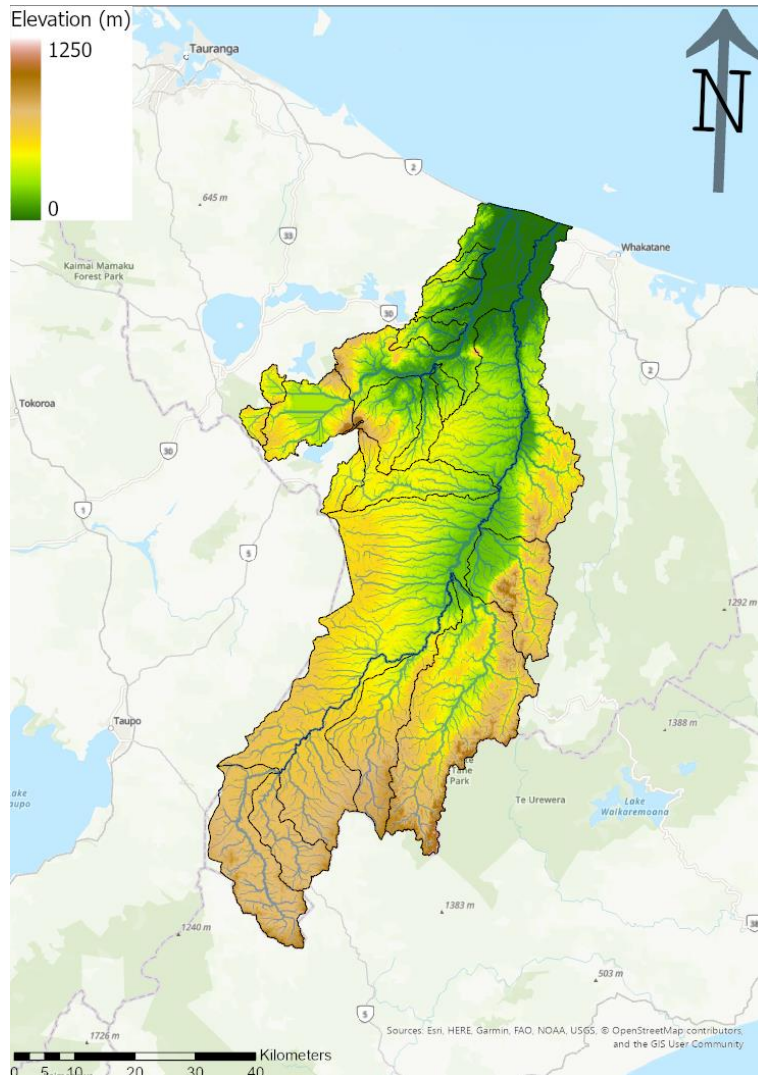 Elevation (m)
1250
0
Tauranga
N
2
645 m
33
Whakatane
Kaimai Mamaku
Forest Park
30
2
Tokoroa
30
1
5
1292 m
Taupo
1388 m
Park
Te Urewera
Lake
Waikaremoana
1383 m
1240 m
38
503 m
5
Sources: Esri, HERE, Garmin, FAO, NOAA, USGS, © OpenStreetMap contributors,
and the GIS User Community
1726 m
Kilometers
0 5 10 20 30 40